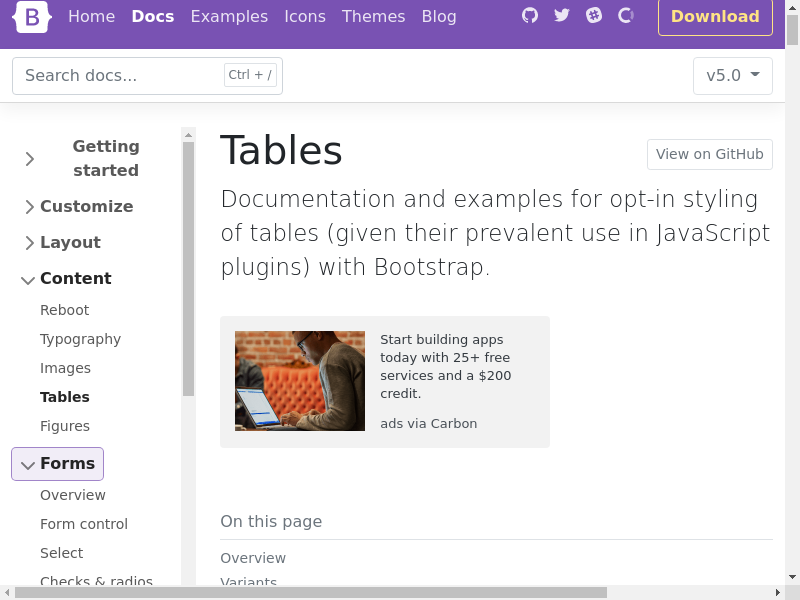 B Home Docs Examples Icons Themes Blog Download
Search docs... Ctrl + / v5.0
Getting
started
Customize
Layout
Content
Reboot
Typography
Images
Tables
Figures
Forms
Overview
Form control
Select
Checks & radios
Tables
View on GitHub
Documentation and examples for opt-in styling
of tables (given their prevalent use in JavaScript
plugins) with Bootstrap.
Start building apps
today with 25+ free
services and a $200
credit.
ads via Carbon
On this page
Overview
Variants